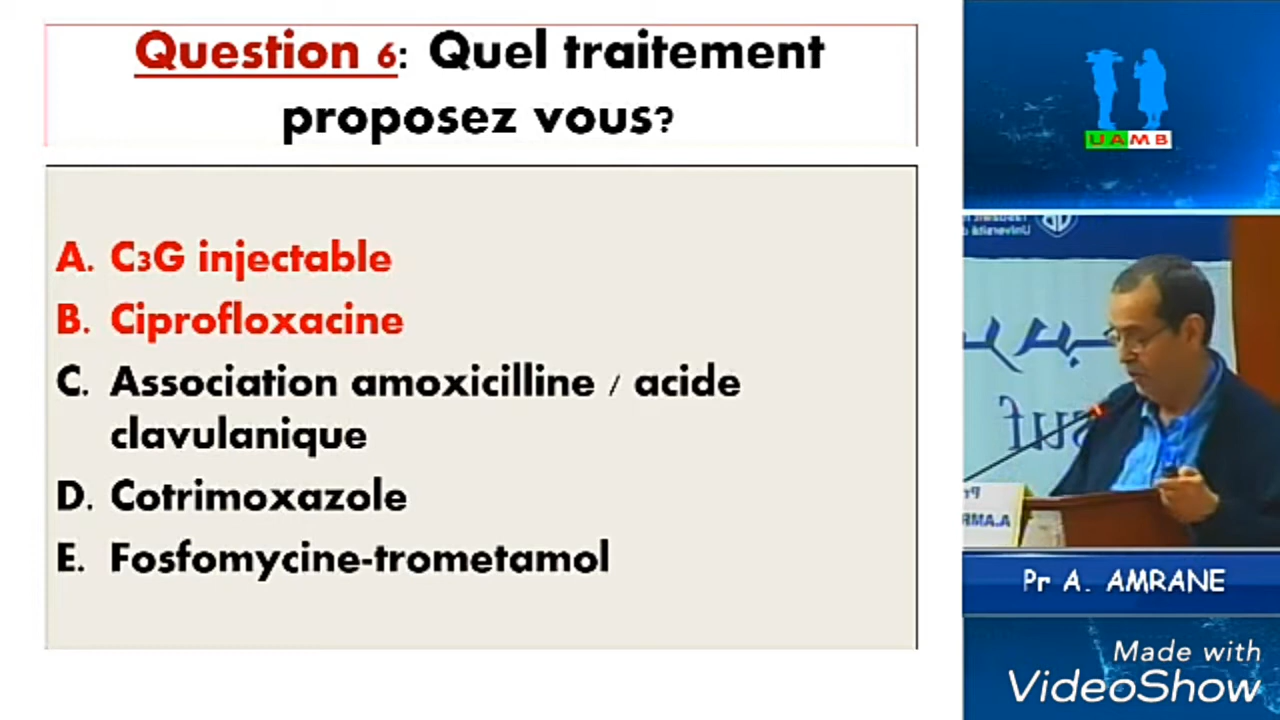 Question 6: Quel traitement
proposez vous?
A. C3G injectable
B. Ciprofloxacine
C. Association amoxicilline / acide
clavulanique
D. Cotrimoxazole
E. Fosfomycine-trometamol
UAMB
Pr A. AMRANE
Made with
VideoShow